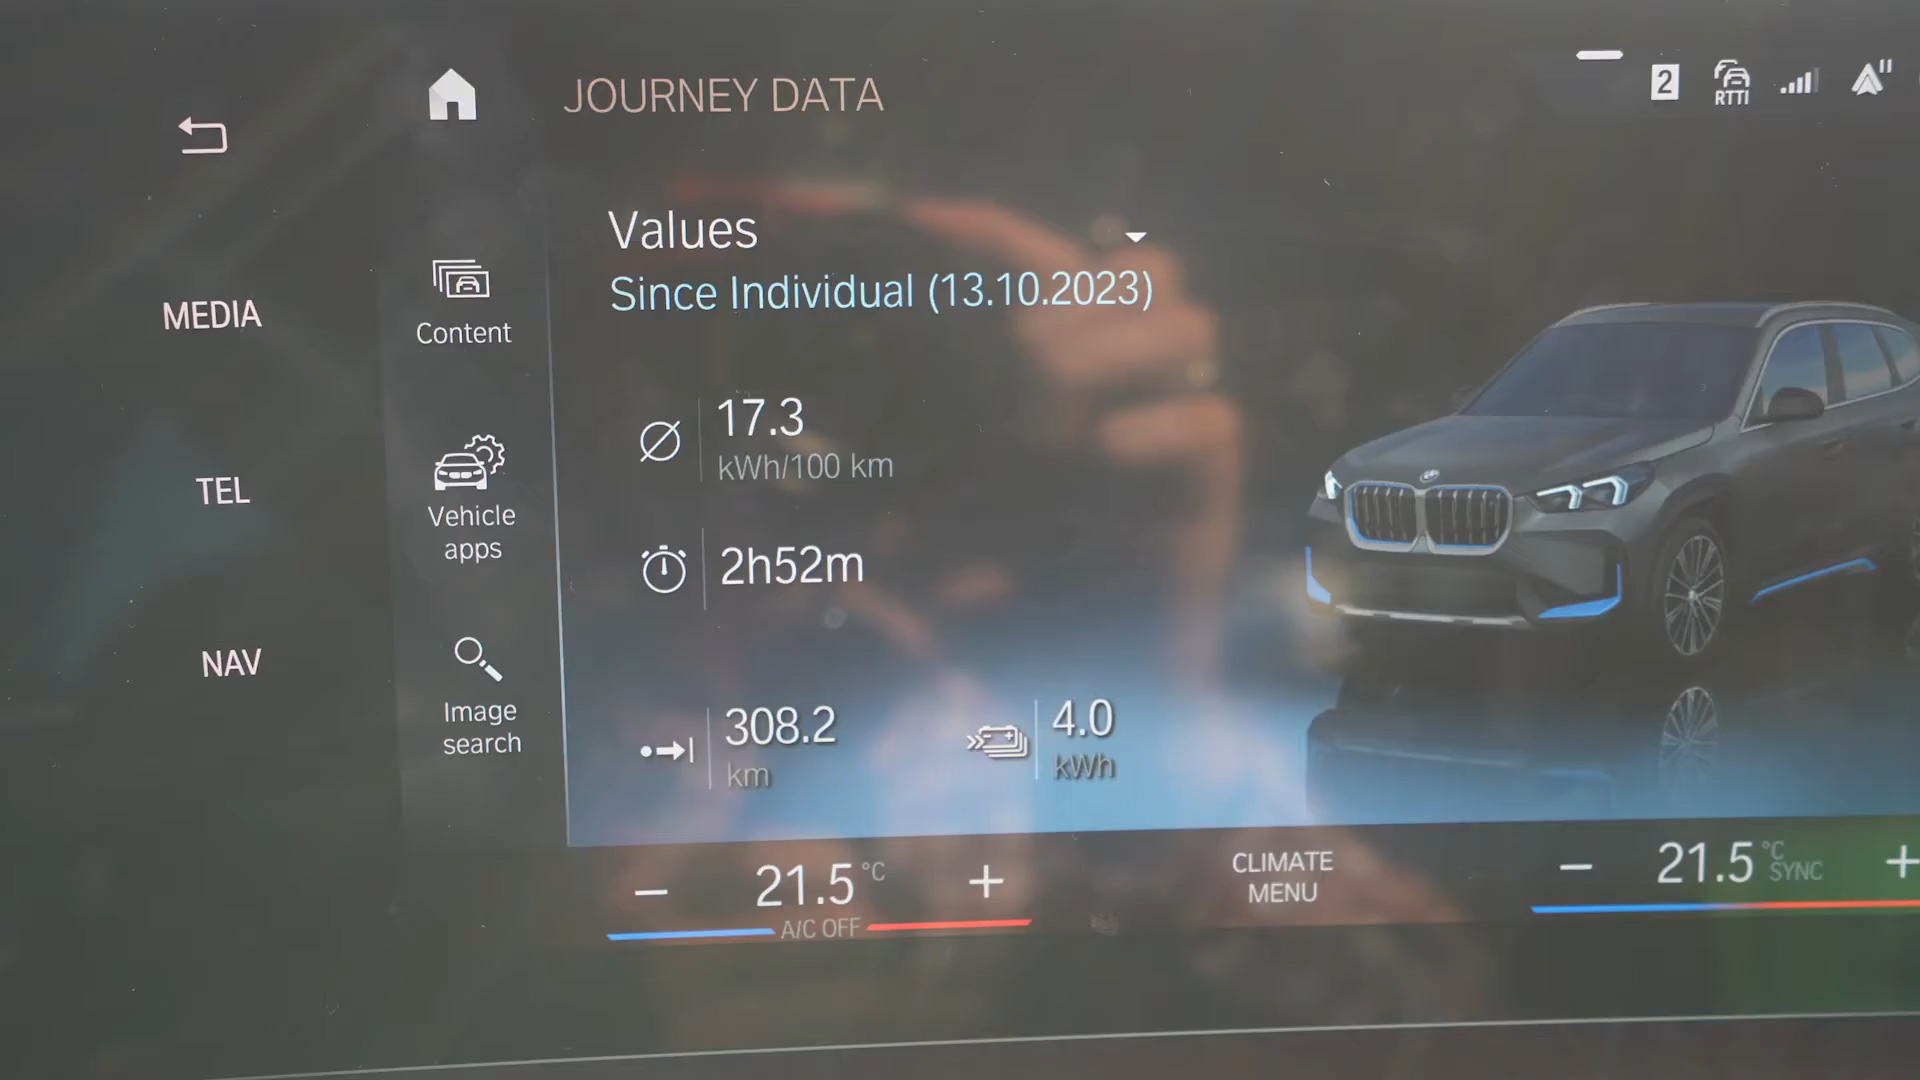 JOURNEY DATA
2
RTTI
MEDIA
TEL
NAV
Content
Vehicle
apps
Image
search
Values
Since Individual (13.10.2023)
17.3
kWh/100 km
2h52m
308.2
km
4.0
kWh
− 21.5 °C +
A/C OFF
CLIMATE
MENU
− 21.5 °C +
SYNC